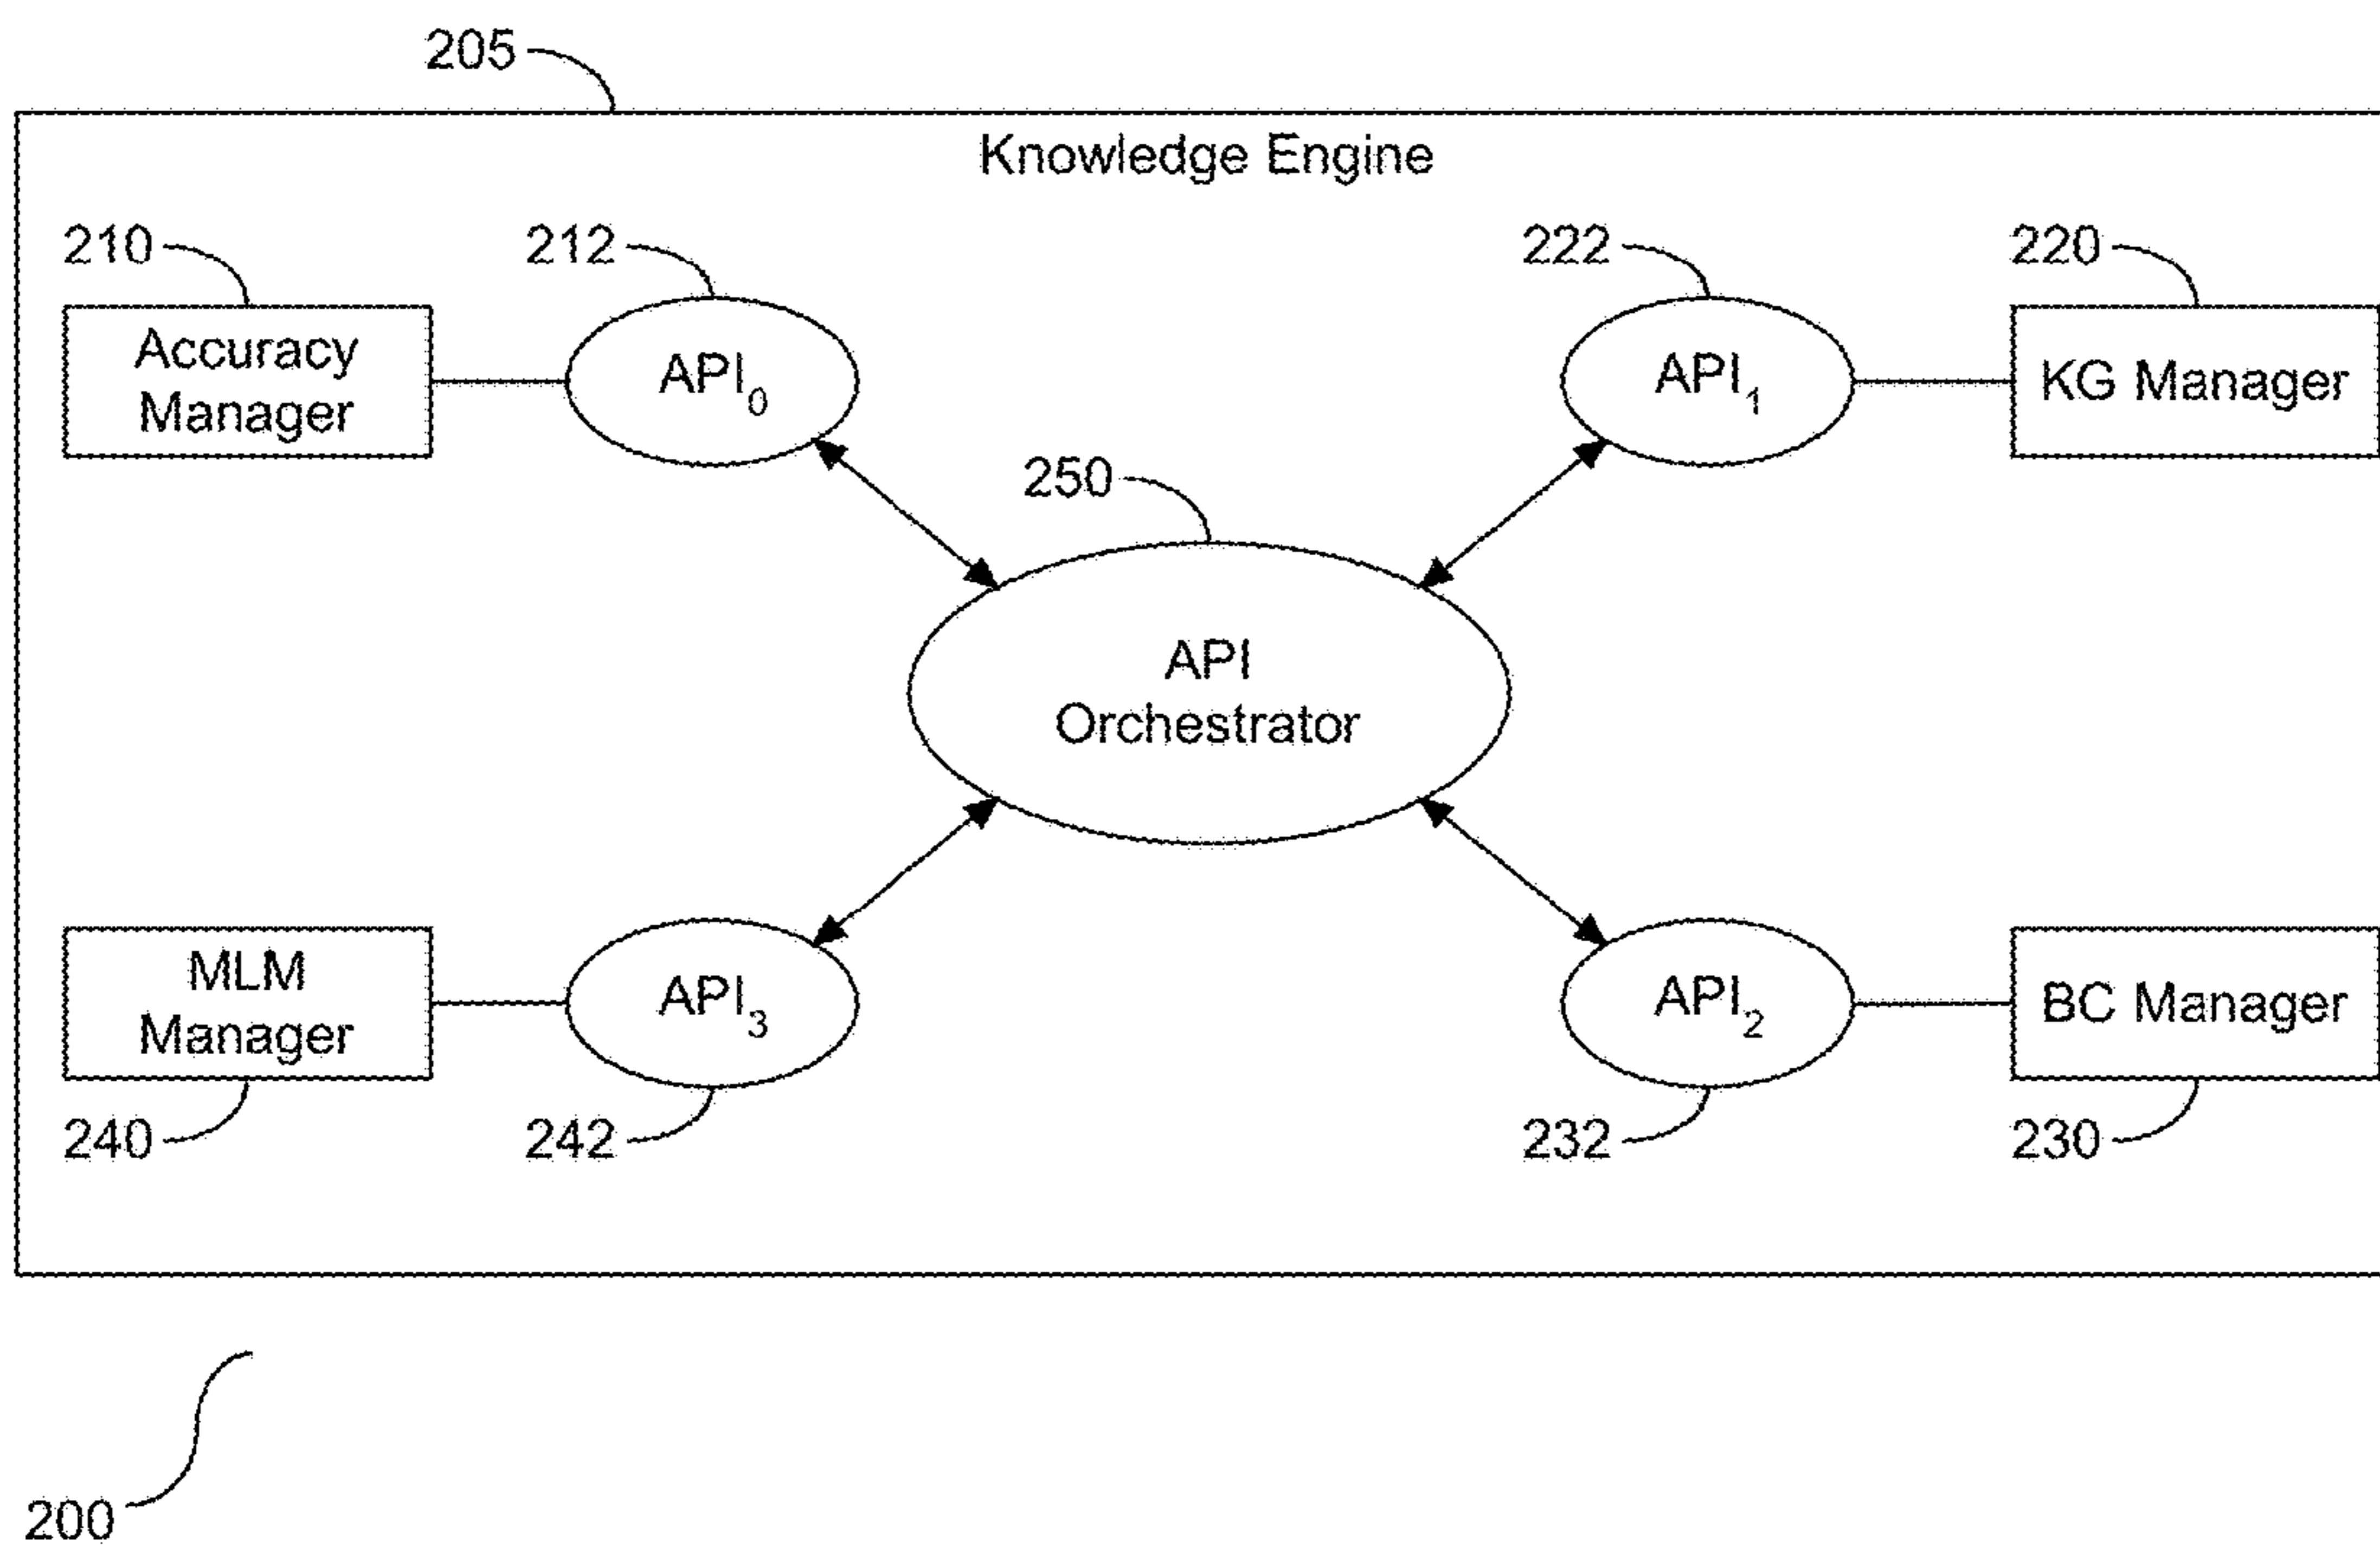 205
Knowledge Engine
210
212
222
220
Accuracy
Manager
API₀
API₁
KG Manager
250
API
Orchestrator
MLM
Manager
API₃
API₂
BC Manager
240
242
232
230
200